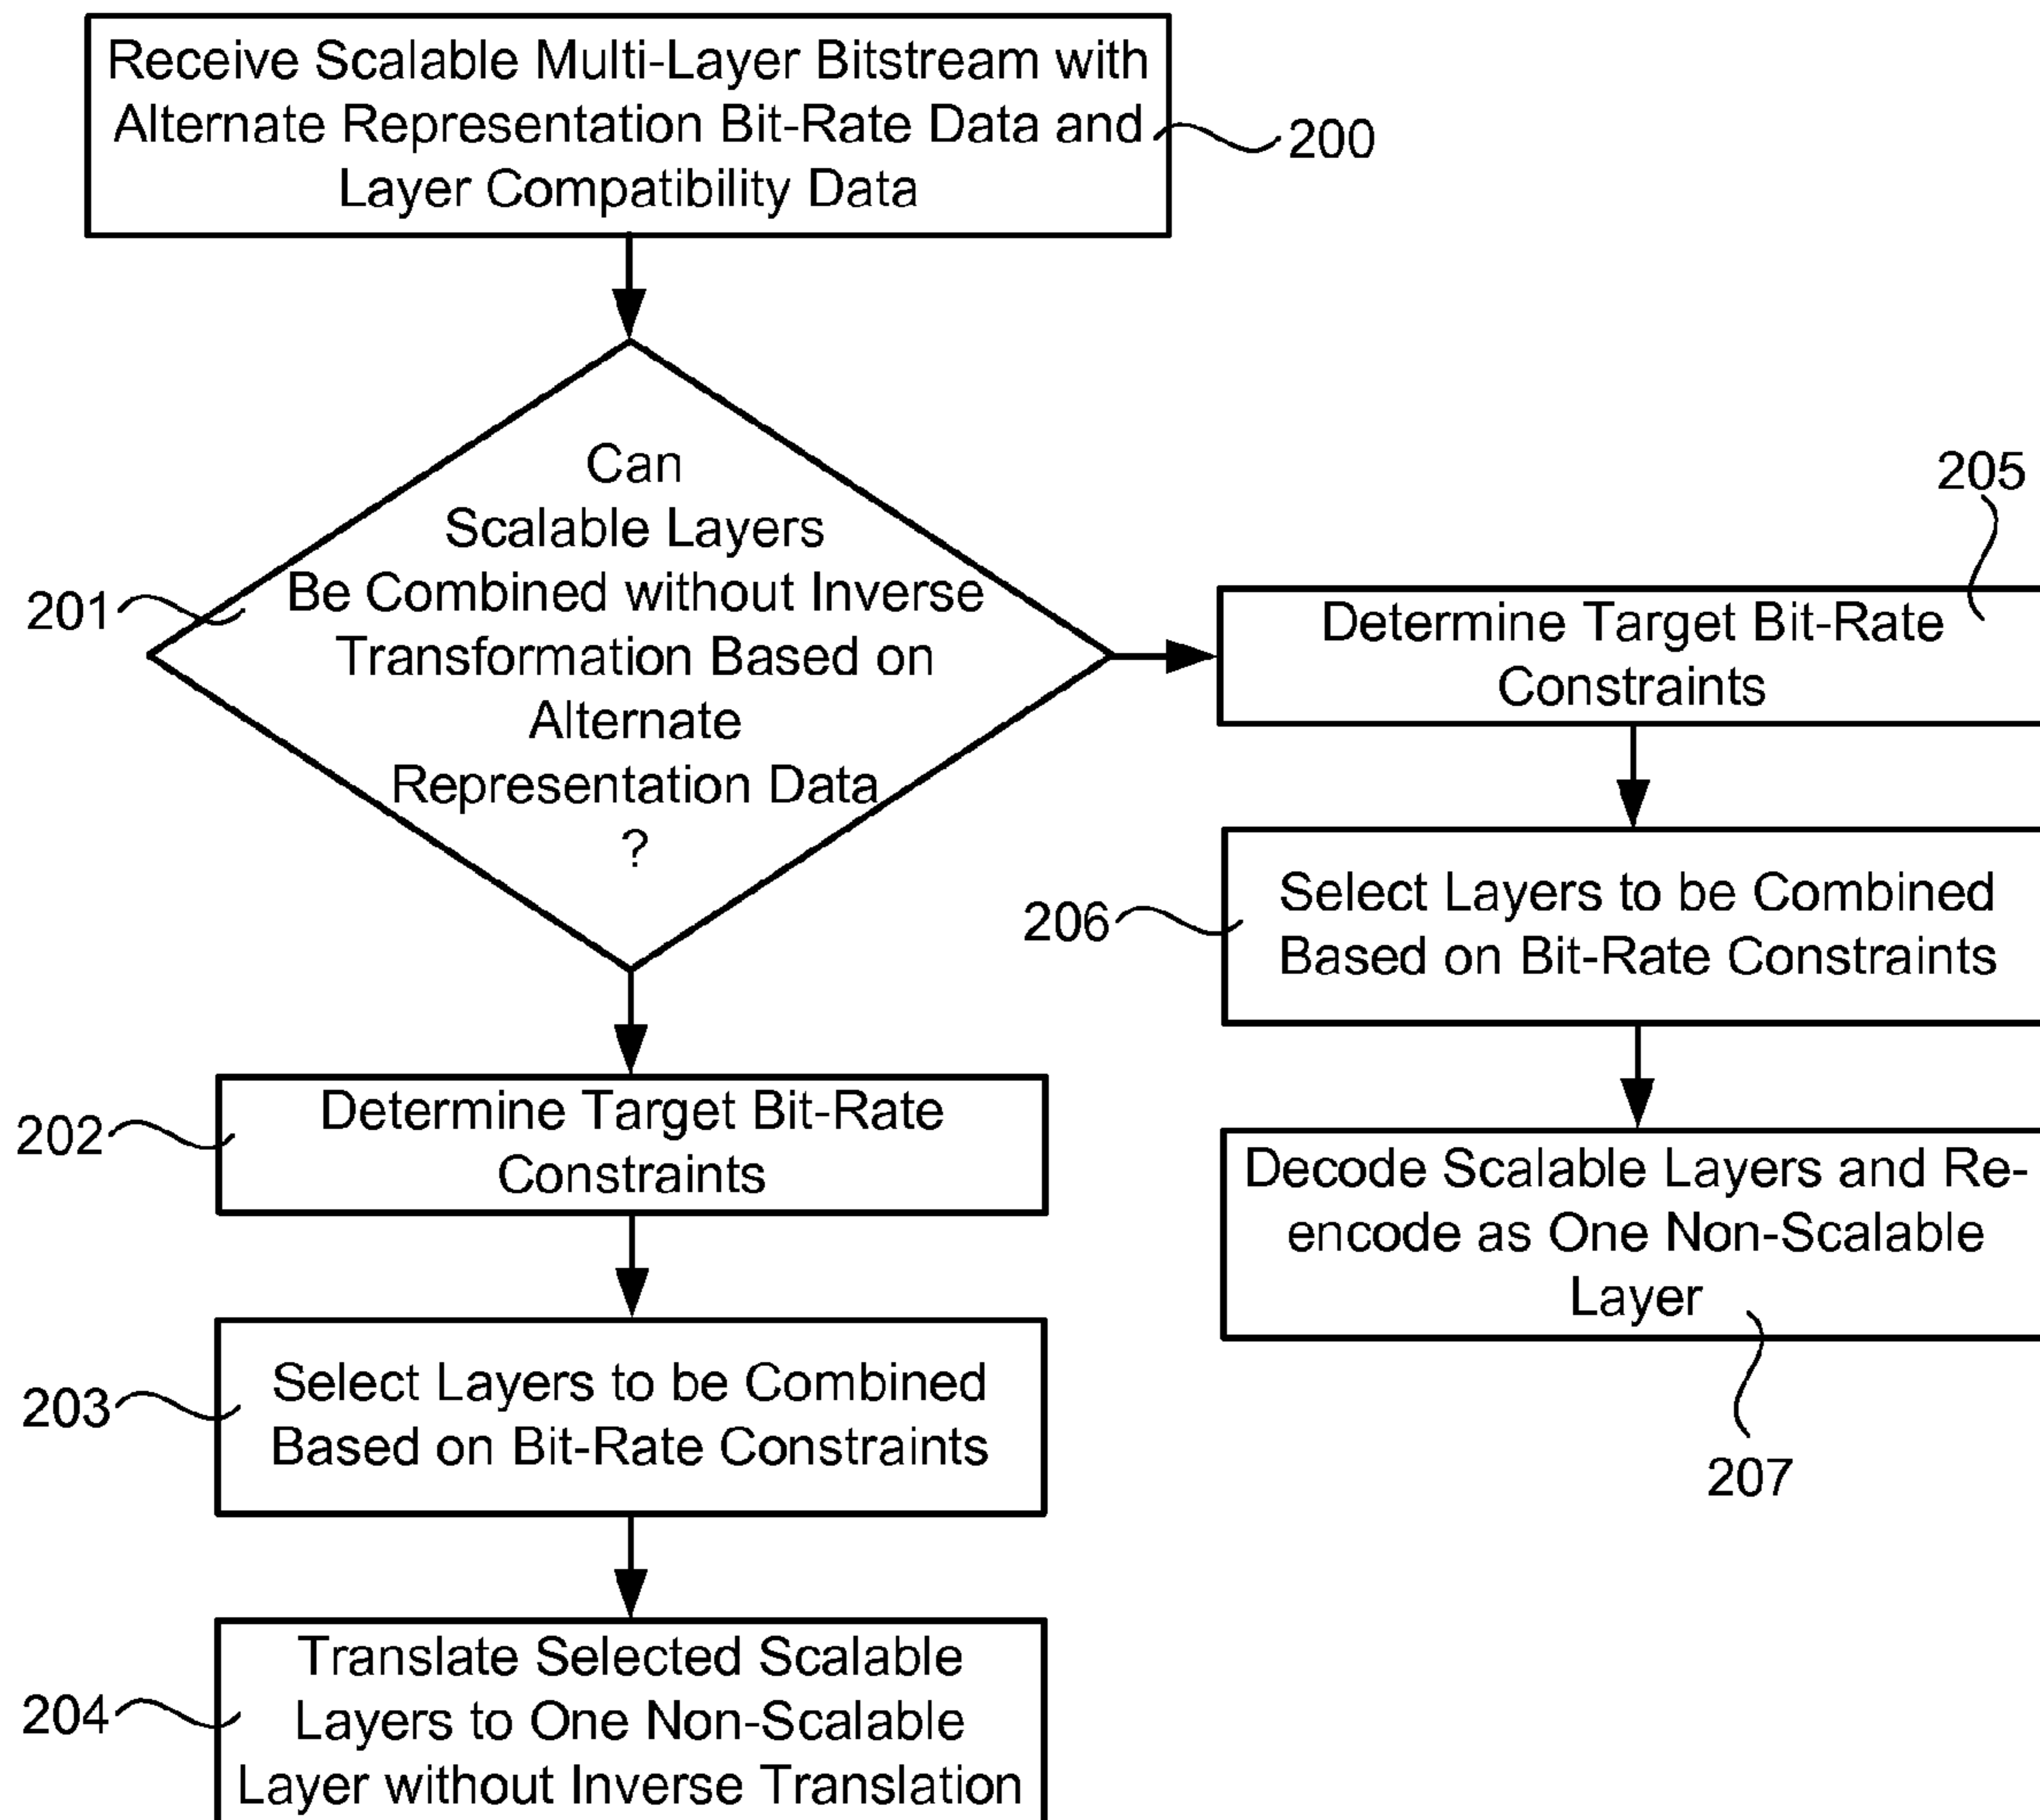 Receive Scalable Multi-Layer Bitstream with
Alternate Representation Bit-Rate Data and
Layer Compatibility Data
200
Can
Scalable Layers
Be Combined without Inverse
Transformation Based on
Alternate
Representation Data
?
201
Determine Target Bit-Rate
Constraints
202
Select Layers to be Combined
Based on Bit-Rate Constraints
203
Translate Selected Scalable
Layers to One Non-Scalable
Layer without Inverse Translation
204
205
Determine Target Bit-Rate
Constraints
Select Layers to be Combined
Based on Bit-Rate Constraints
206
Decode Scalable Layers and Re-
encode as One Non-Scalable
Layer
207